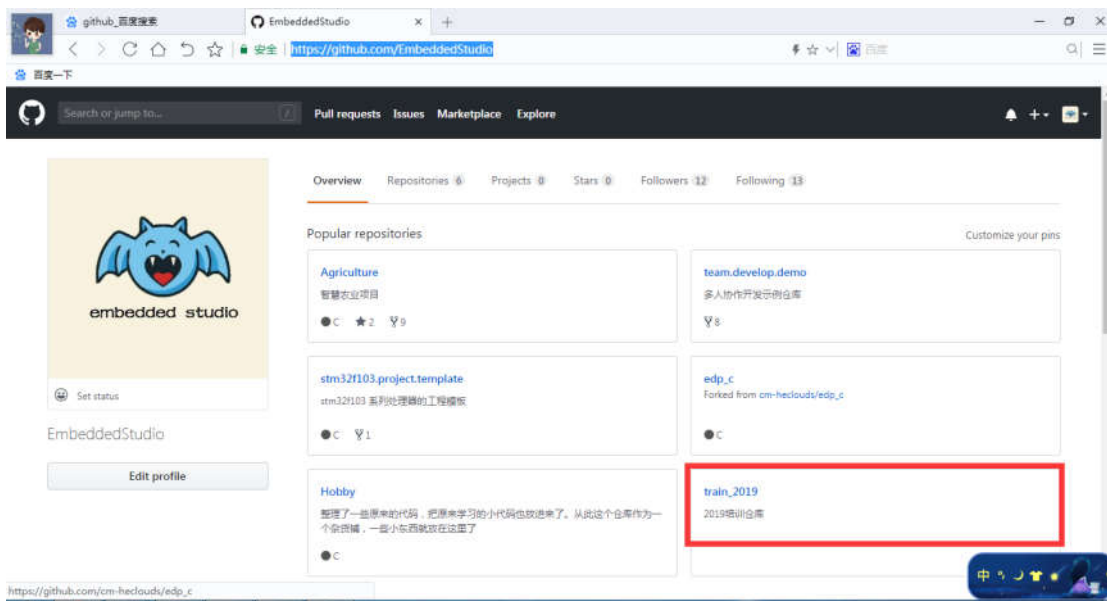 github_百度搜索
EmbeddedStudio
安全
https://github.com/EmbeddedStudio
百度
百度一下
Search or jump to...
/
Pull requests Issues Marketplace Explore
Overview Repositories 6 Projects 0 Stars 0 Followers 12 Following 13
Popular repositories
Customize your pins
Agriculture
智慧农业项目
C 2 9
team.develop.demo
多人协作开发示例仓库
8
embedded studio
stm32f103.project.template
stm32f103 系列处理器的工程模板
C 1
edp_c
Forked from cm-heclouds/edp_c
C
Set status
EmbeddedStudio
Edit profile
Hobby
整理了一些原来的代码，把原来学习的小代码也放进来了。从此这个仓库作为一
个杂货铺，一些小东西就放在这里了
C
train_2019
2019培训仓库
中
https://github.com/cm-heclouds/edp_c